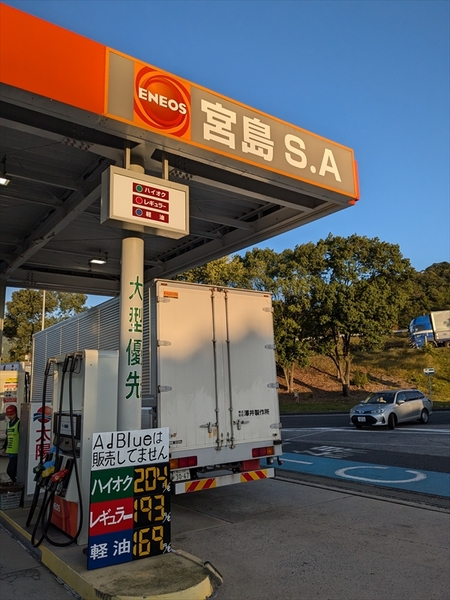 ENEOS
宮島 S.A
ハイオク
レギュラー
軽油
大型優先
AdBlueは
販売してません
ハイオク 204
レギュラー 193
軽油 169